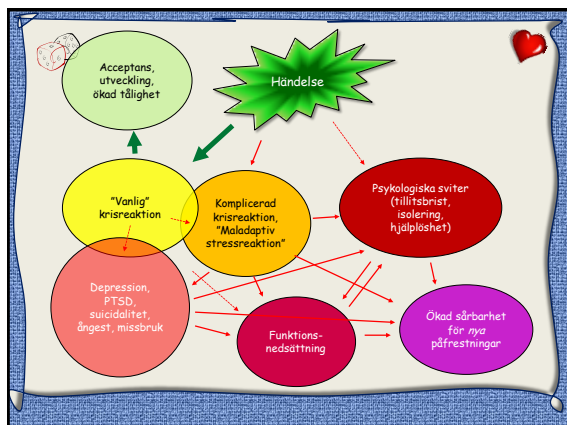 Acceptans,
utveckling,
ökad tålighet
Händelse
"Vanlig"
krisreaktion
Komplicerad
krisreaktion,
"Maladaptiv
stressreaktion"
Psykologiska sviter
(tillitsbrist,
isolering,
hjälplöshet)
Depression,
PTSD,
suicidalitet,
ångest, missbruk
Funktions-
nedsättning
Ökad sårbarhet
för nya
påfrestningar